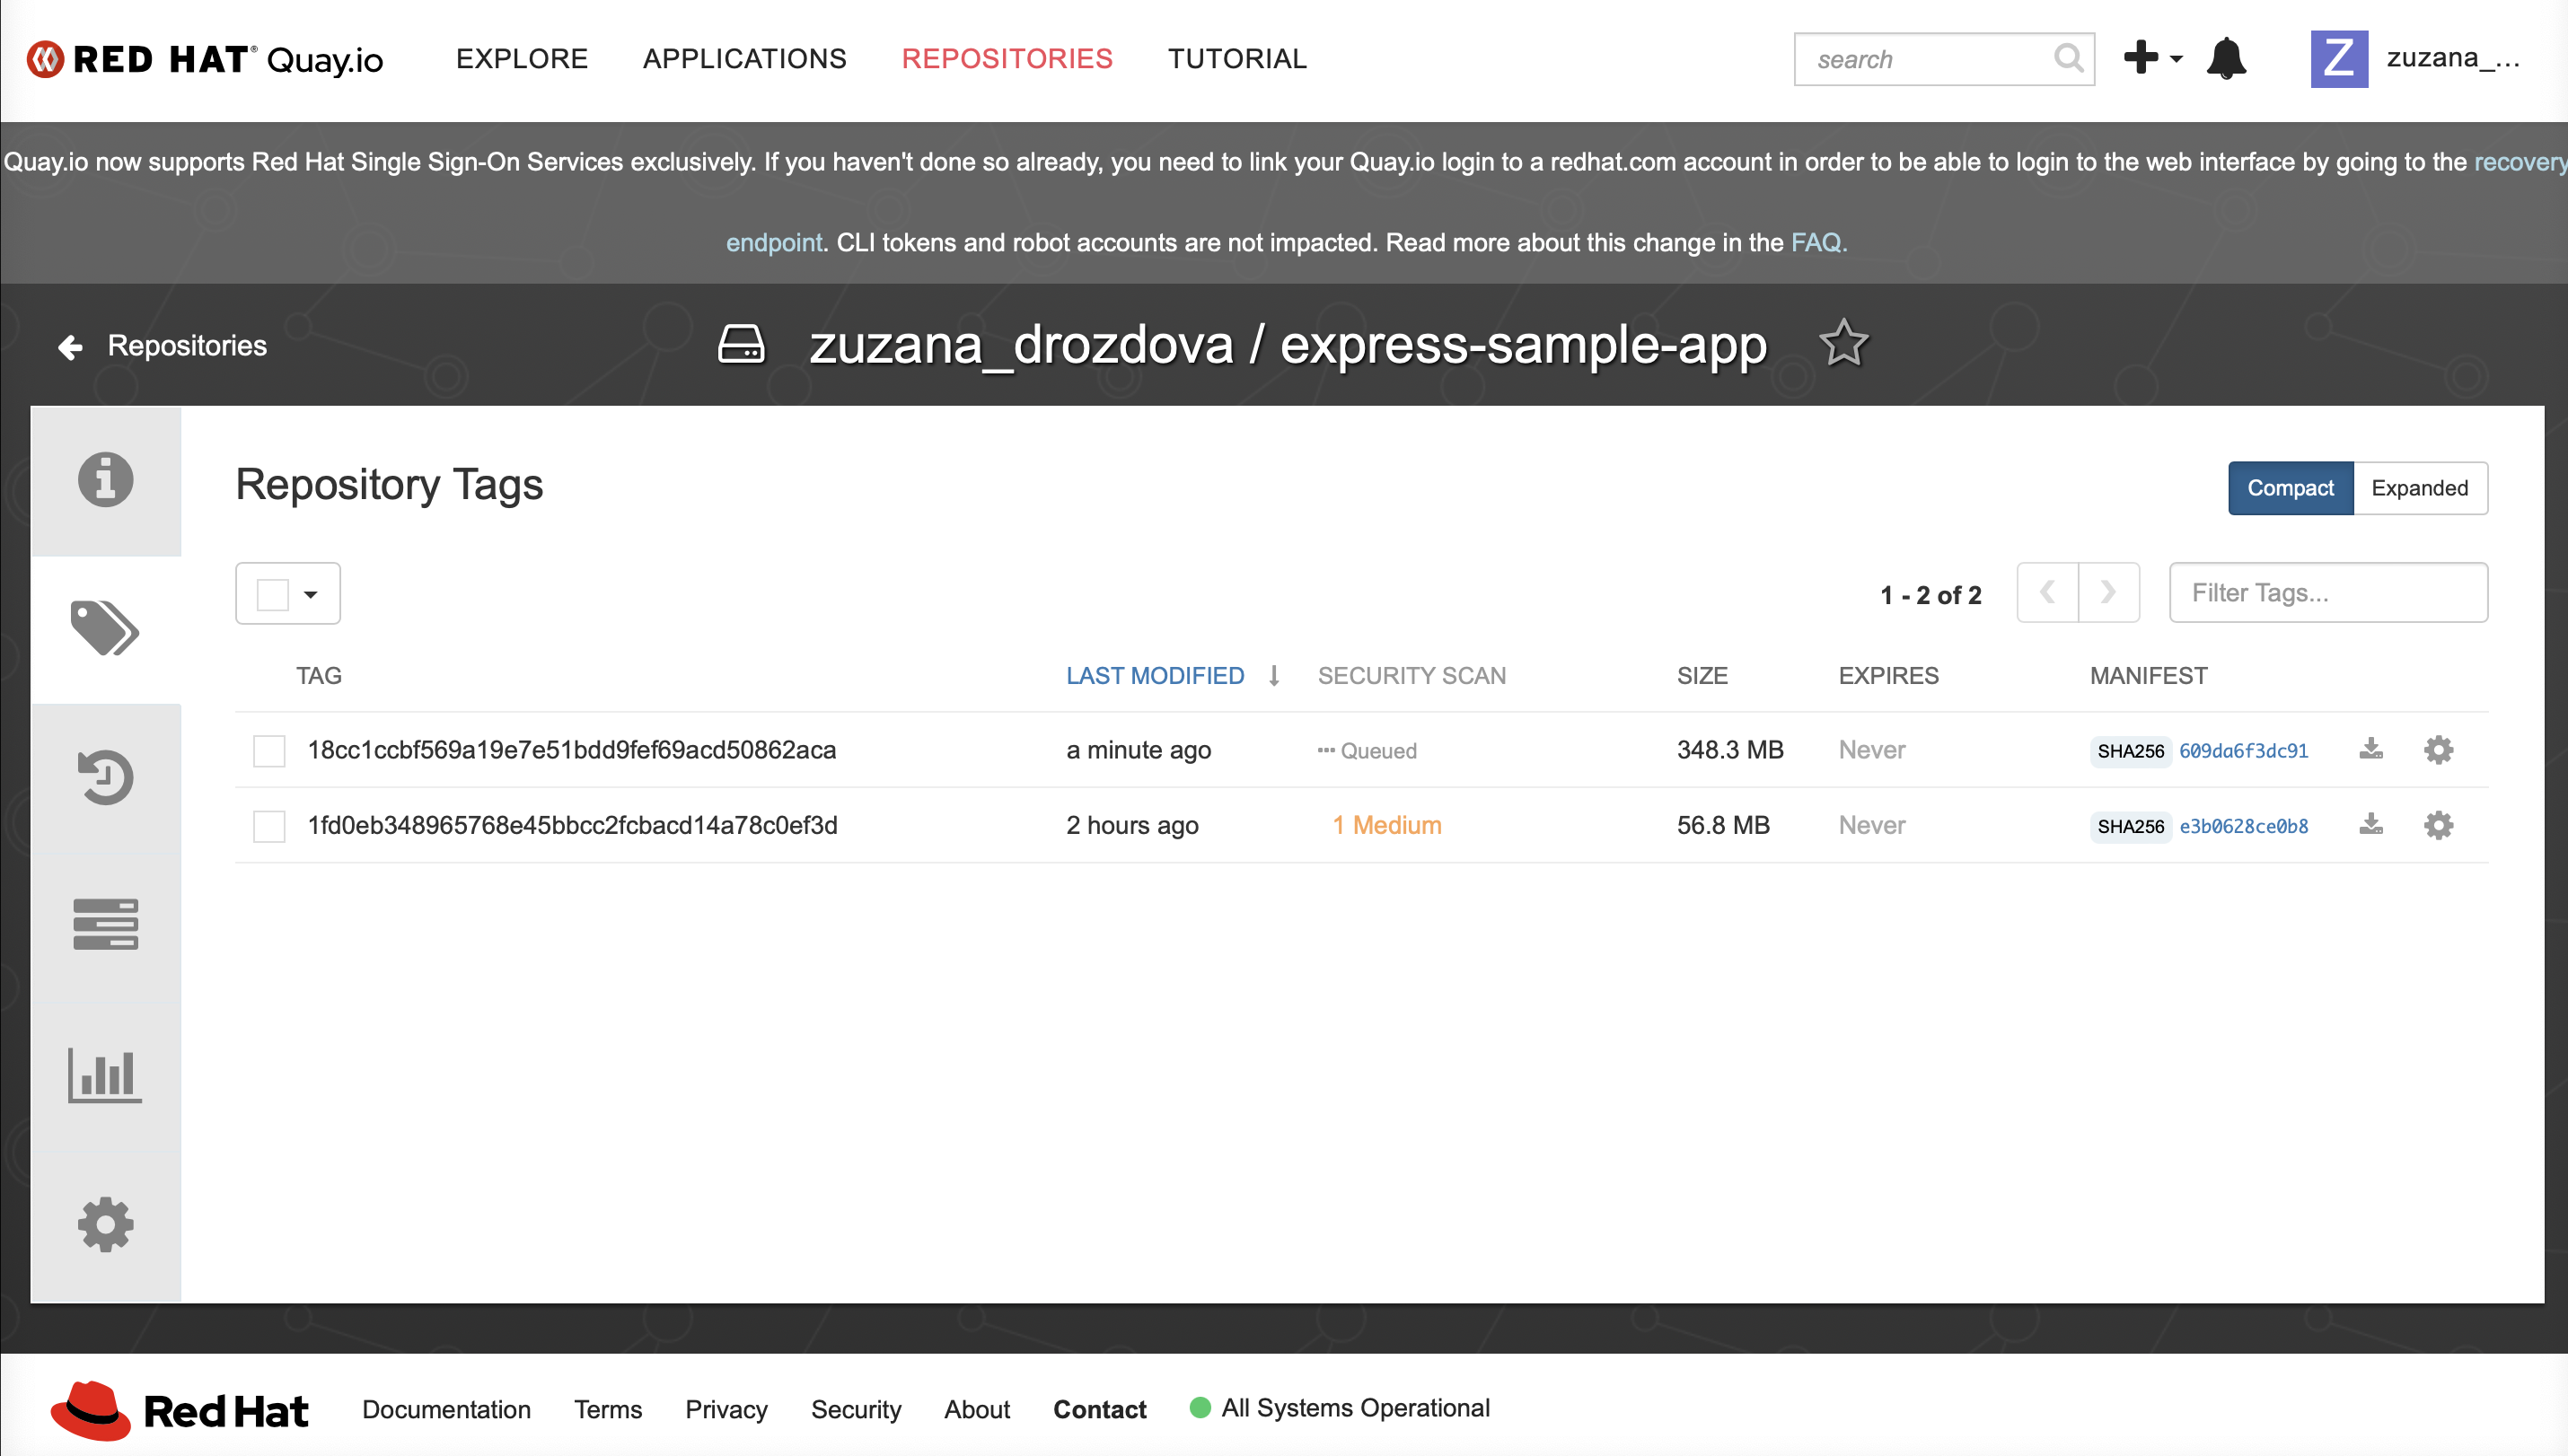 RED HAT® Quay.io EXPLORE APPLICATIONS REPOSITORIES TUTORIAL search Z zuzana_...
Quay.io now supports Red Hat Single Sign-On Services exclusively. If you haven't done so already, you need to link your Quay.io login to a redhat.com account in order to be able to login to the web interface by going to the recovery
endpoint. CLI tokens and robot accounts are not impacted. Read more about this change in the FAQ.
Repositories zuzana_drozdova / express-sample-app
Repository Tags Compact Expanded
1 - 2 of 2 Filter Tags...
TAG LAST MODIFIED SECURITY SCAN SIZE EXPIRES MANIFEST
18cc1ccbf569a19e7e51bdd9fef69acd50862aca a minute ago Queued 348.3 MB Never SHA256 609da6f3dc91
1fd0eb348965768e45bbcc2fcbacd14a78c0ef3d 2 hours ago 1 Medium 56.8 MB Never SHA256 e3b0628ce0b8
Red Hat Documentation Terms Privacy Security About Contact All Systems Operational